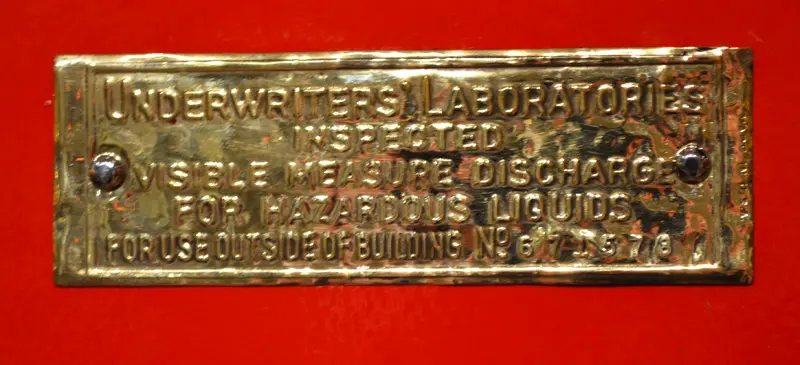 UNDERWRITERS' LABORATORIES
INSPECTED
VISIBLE MEASURE DISCHARGE
FOR HAZARDOUS LIQUIDS
FOR USE OUTSIDE OF BUILDING No 671578